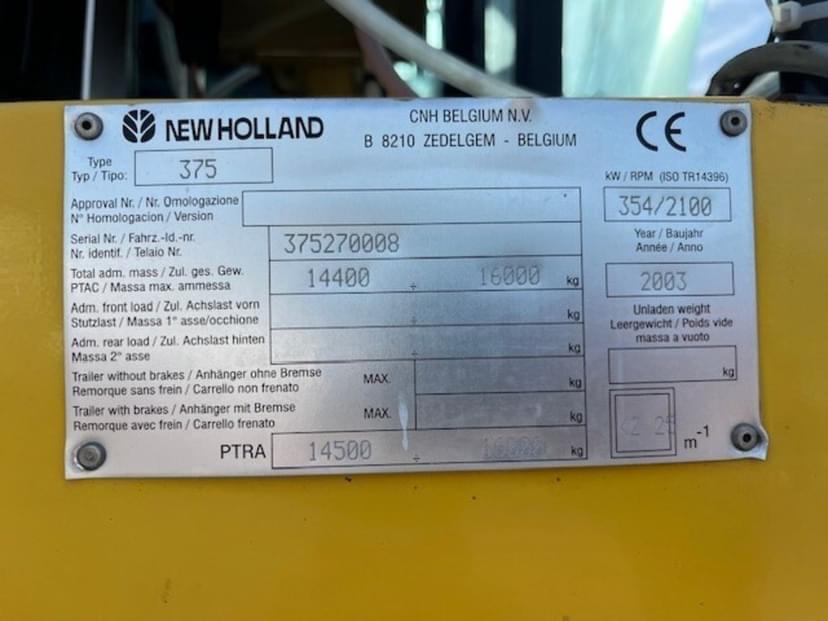 NEW HOLLAND
CNH BELGIUM N.V.
B 8210 ZEDELGEM - BELGIUM
CE
Type
Typ / Tipo: 375
Approval Nr. / Nr. Omologazione
N° Homologacion / Version
kW / RPM (ISO TR14396)
354/2100
Serial Nr. / Fahrz.-Id.-nr.
Nr. identif. / Telaio Nr.
375270008
Year / Baujahr
Année / Anno
2003
Total adm. mass / Zul. ges. Gew.
PTAC / Massa max. ammessa
14400 ÷ 16000 kg
Adm. front load / Zul. Achslast vorn
Stutzlast / Massa 1° asse/occhione
÷ kg
Unladen weight
Leergewicht / Poids vide
massa a vuoto
kg
Adm. rear load / Zul. Achslast hinten
Massa 2° asse
÷ kg
Trailer without brakes / Anhänger ohne Bremse
Remorque sans frein / Carrello non frenato
MAX. kg
Trailer with brakes / Anhänger mit Bremse
Remorque avec frein / Carrello frenato
MAX. kg
m-1
PTRA 14500 ÷ 16000 kg